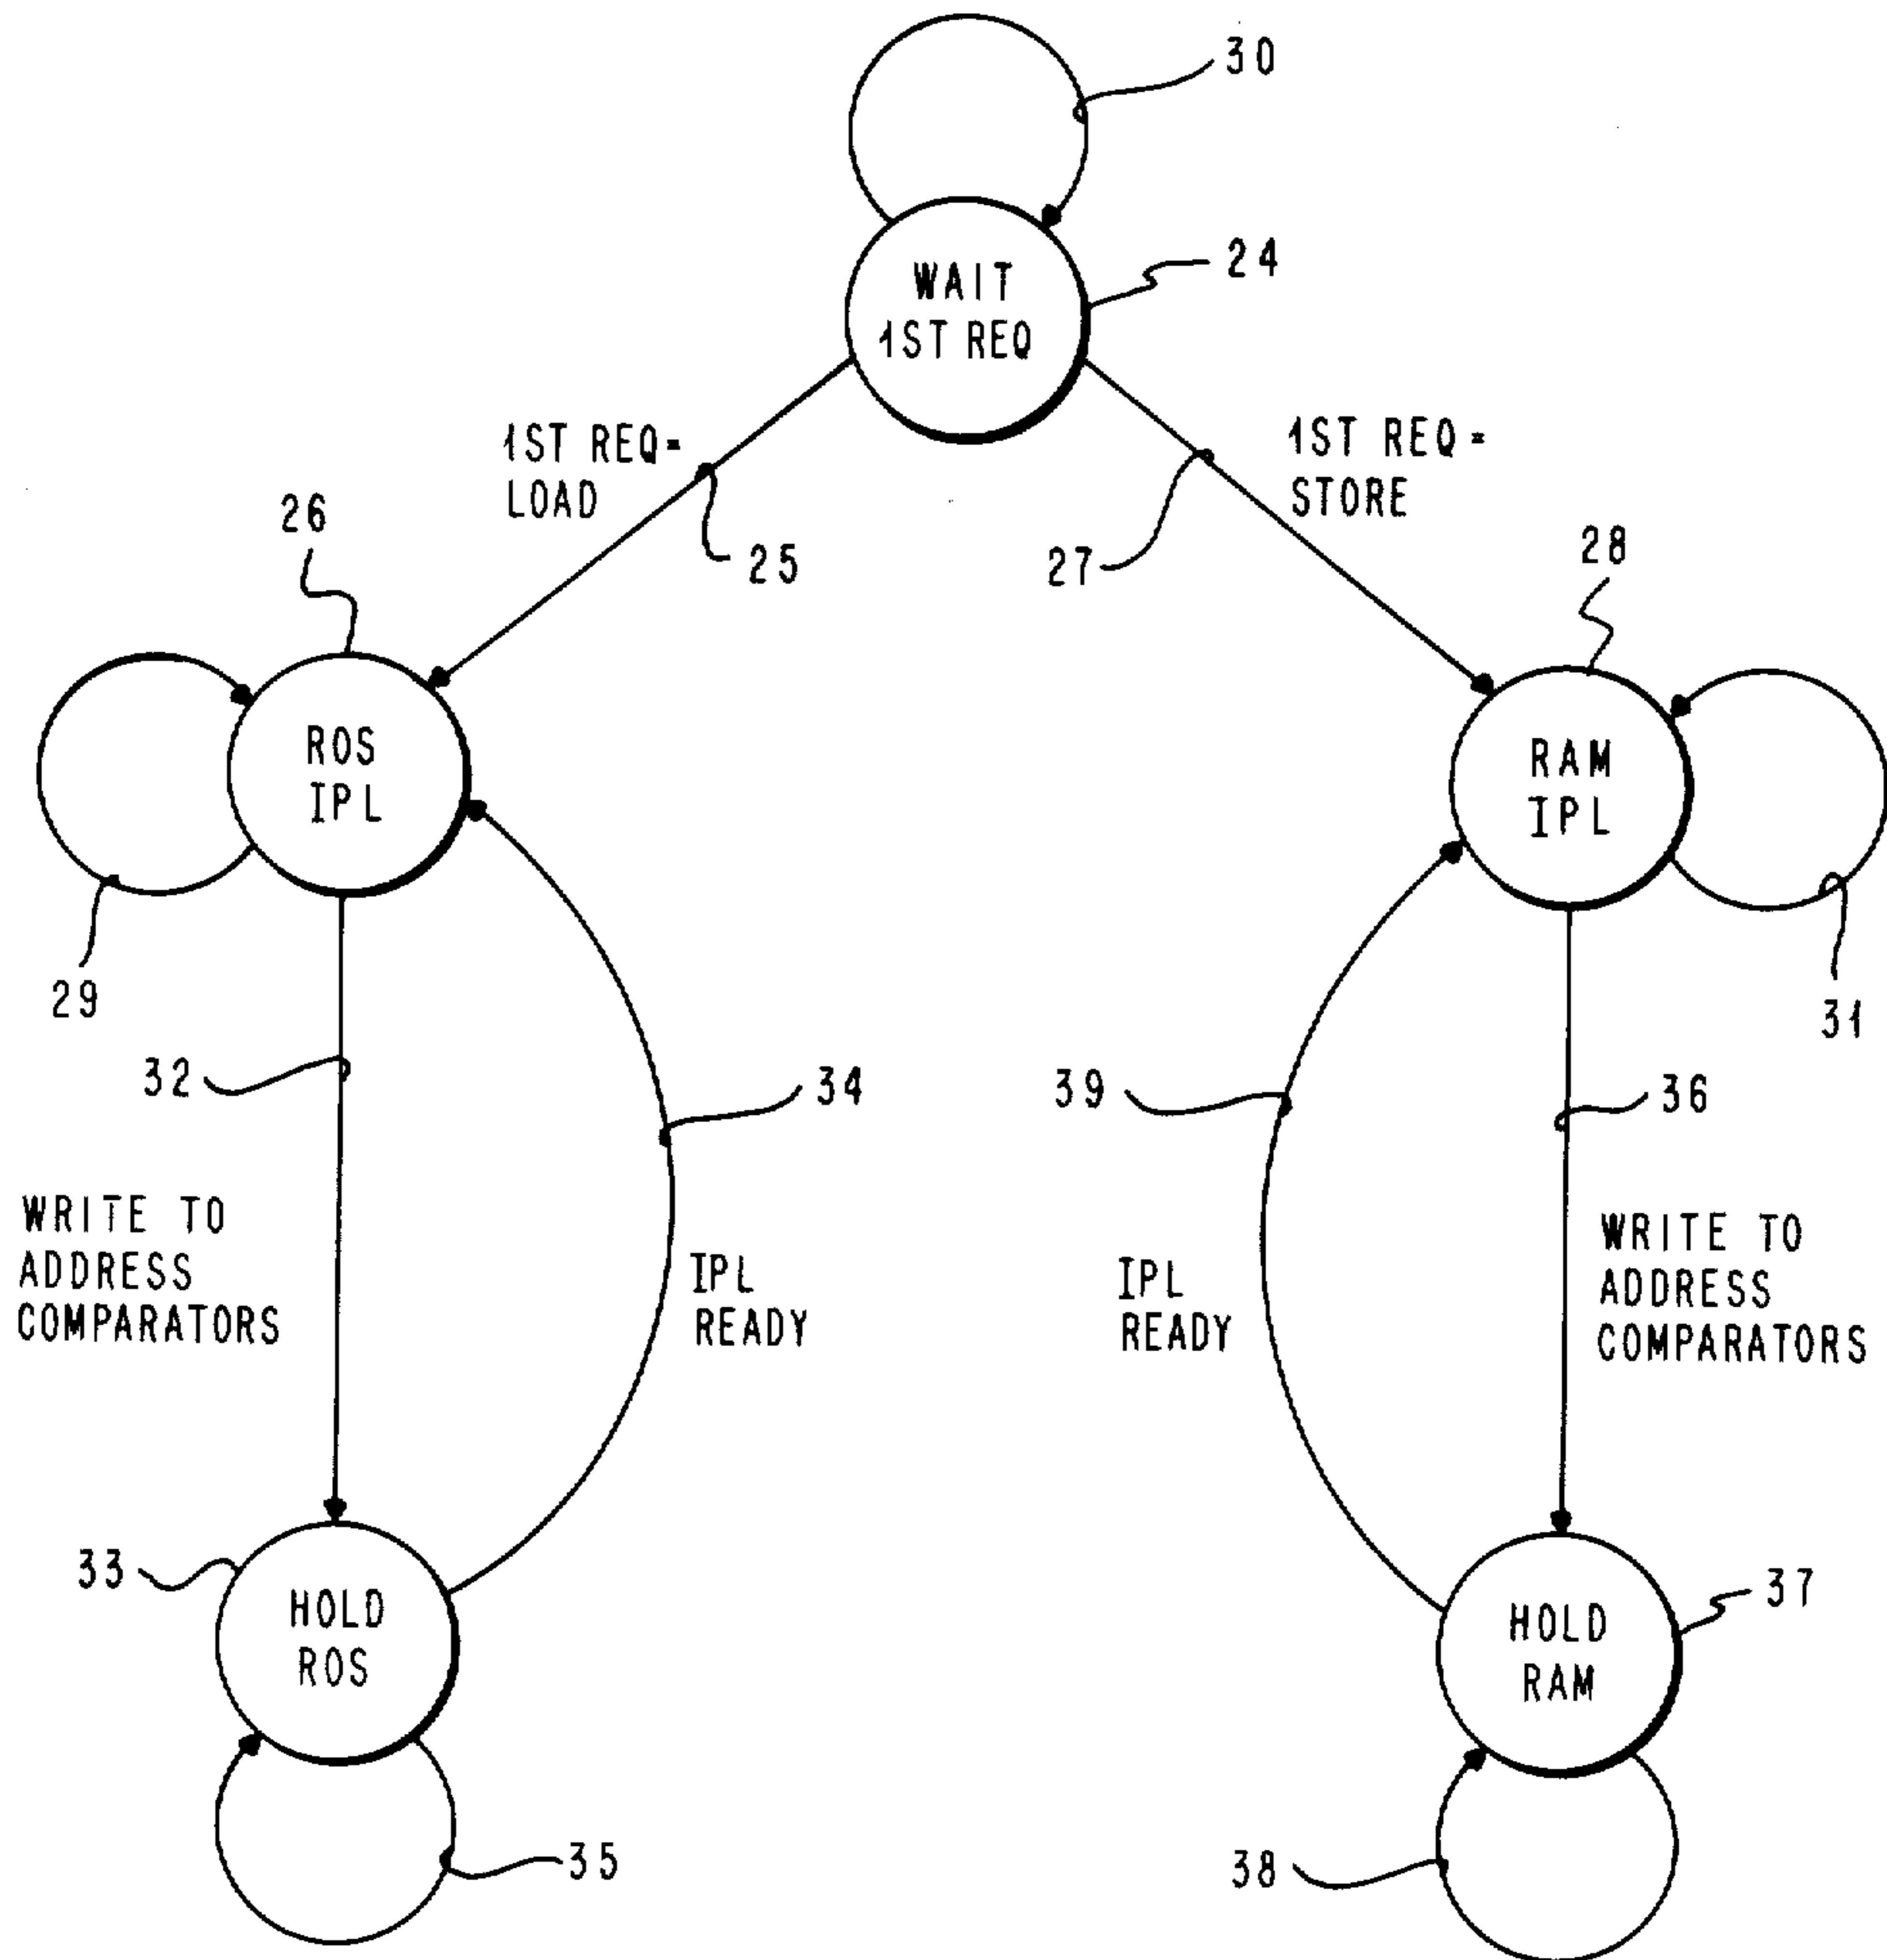 30
24
WAIT
1ST REQ
1ST REQ=
LOAD
1ST REQ=
STORE
26
25
27
28
ROS
IPL
RAM
IPL
29
31
32
34
39
36
WRITE TO
ADDRESS
COMPARATORS
IPL
READY
IPL
READY
WRITE TO
ADDRESS
COMPARATORS
33
HOLD
ROS
37
HOLD
RAM
35
38